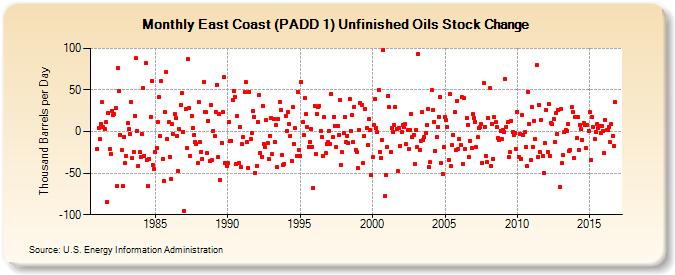 Monthly East Coast (PADD 1) Unfinished Oils Stock Change
Thousand Barrels per Day
100
50
0
-50
-100
1985 1990 1995 2000 2005 2010 2015
Source: U.S. Energy Information Administration